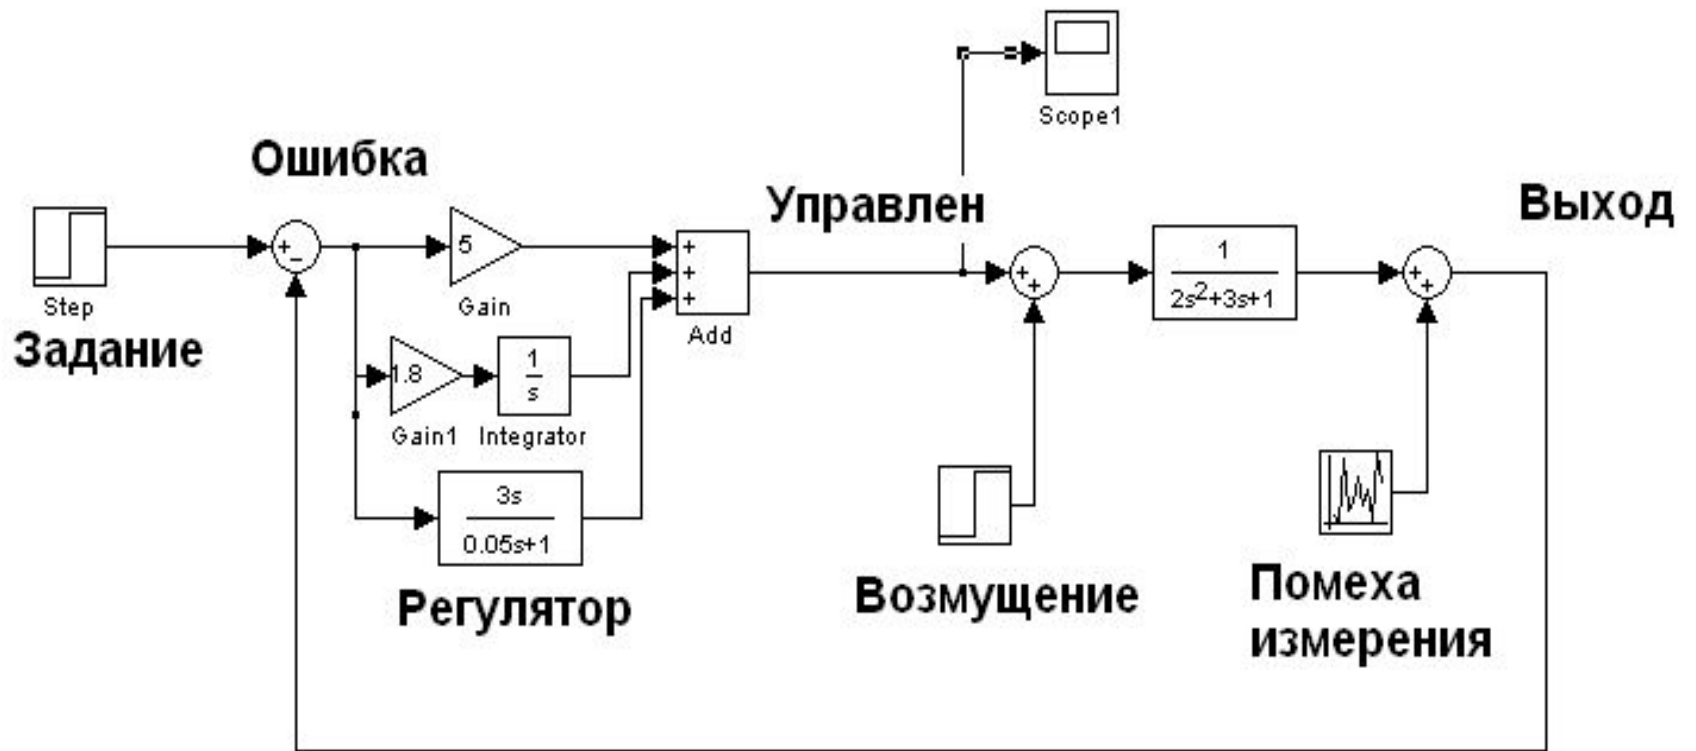 Scope1
Ошибка
Управлен
Выход
+
−
5
+
+
+
+
+
1
2s²+3s+1
+
+
Step
Gain
Add
Задание
1.8
1
s
Gain1
Integrator
3s
0.05s+1
Регулятор
Возмущение
Помеха
измерения